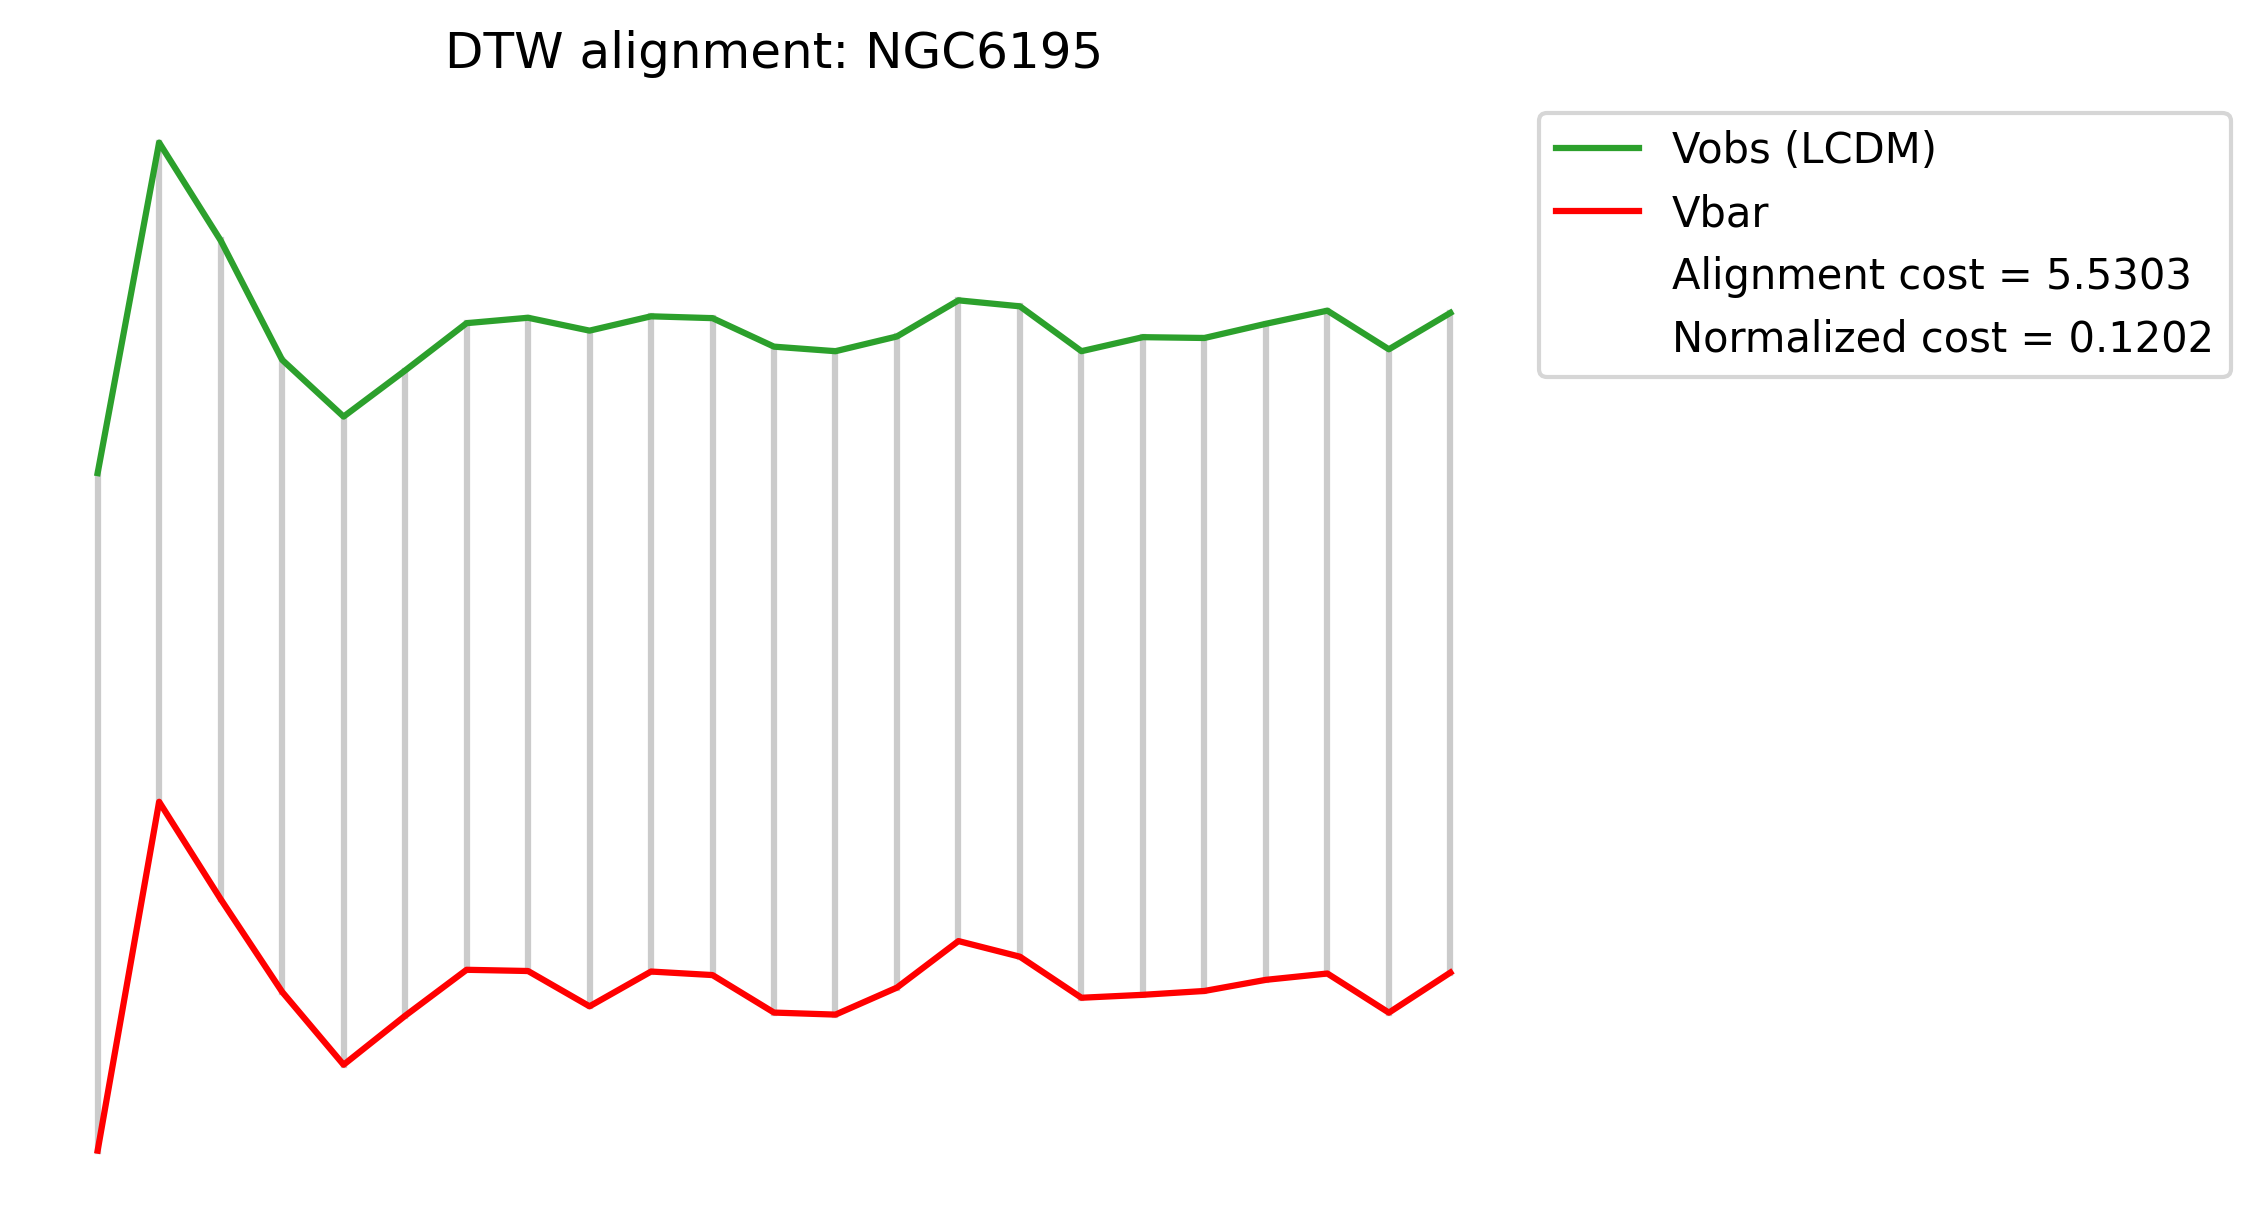 DTW alignment: NGC6195
Vobs (LCDM)
Vbar
Alignment cost = 5.5303
Normalized cost = 0.1202